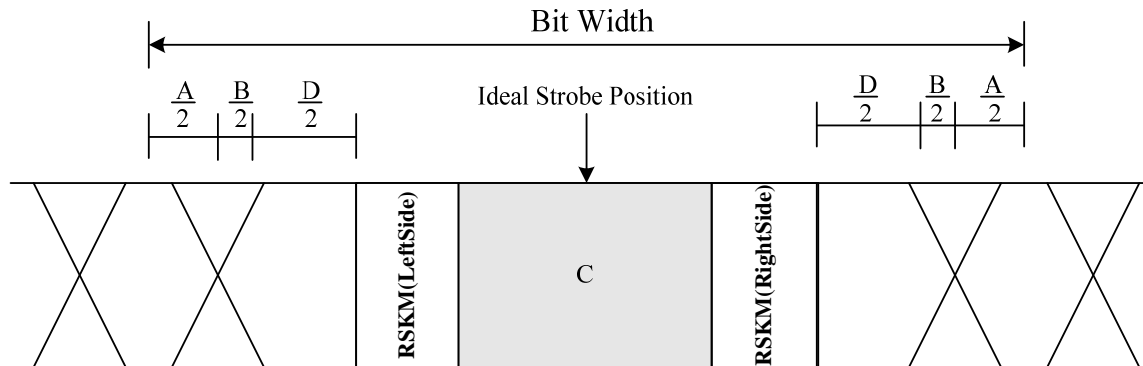 Bit Width
A/2 B/2 D/2
Ideal Strobe Position
D/2 B/2 A/2
RSKM(LeftSide)
C
RSKM(RightSide)